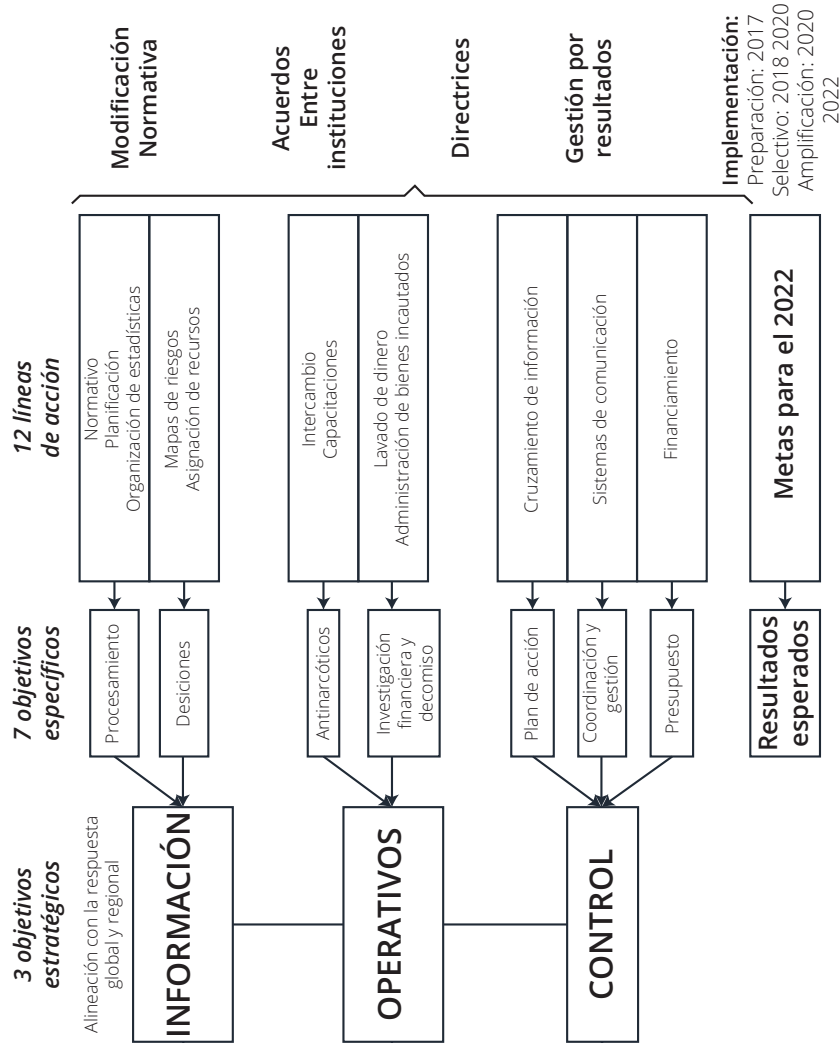 3 objetivos
estratégicos
7 objetivos
específicos
12 líneas
de acción
Alineación con la respuesta
global y regional
INFORMACIÓN
Procesamiento
Normativo
Planificación
Organización de estadísticas
Desiciones
Mapas de riesgos
Asignación de recursos
OPERATIVOS
Antinarcóticos
Intercambio
Capacitaciones
Investigación
financiera y
decomiso
Lavado de dinero
Administración de bienes incautados
CONTROL
Plan de acción
Cruzamiento de información
Coordinación y
gestión
Sistemas de comunicación
Presupuesto
Financiamiento
Resultados
esperados
Metas para el 2022
Modificación
Normativa
Acuerdos
Entre
instituciones
Directrices
Gestión por
resultados
Implementación:
Preparación: 2017
Selectivo: 2018 2020
Amplificación: 2020
2022